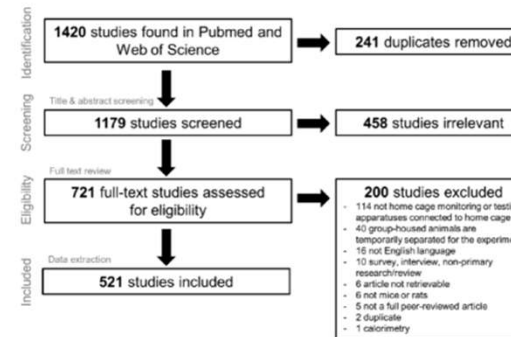 Identification
1420 studies found in Pubmed and
Web of Science
241 duplicates removed
Screening
Title & abstract screening
1179 studies screened
458 studies irrelevant
Eligibility
Full text review
721 full-text studies assessed
for eligibility
200 studies excluded
- 114 not home cage monitoring or
apparatuses connected to home cage
- 40 group-housed animals are
temporarily separated for the
- 16 not English language
- 10 survey, interview, non-primary
research/review
- 6 article not retrievable
- 6 not mice or rats
- 5 not a full peer-reviewed article
- 2 duplicate
- 1 calorimetry
Included
Data extraction
521 studies included